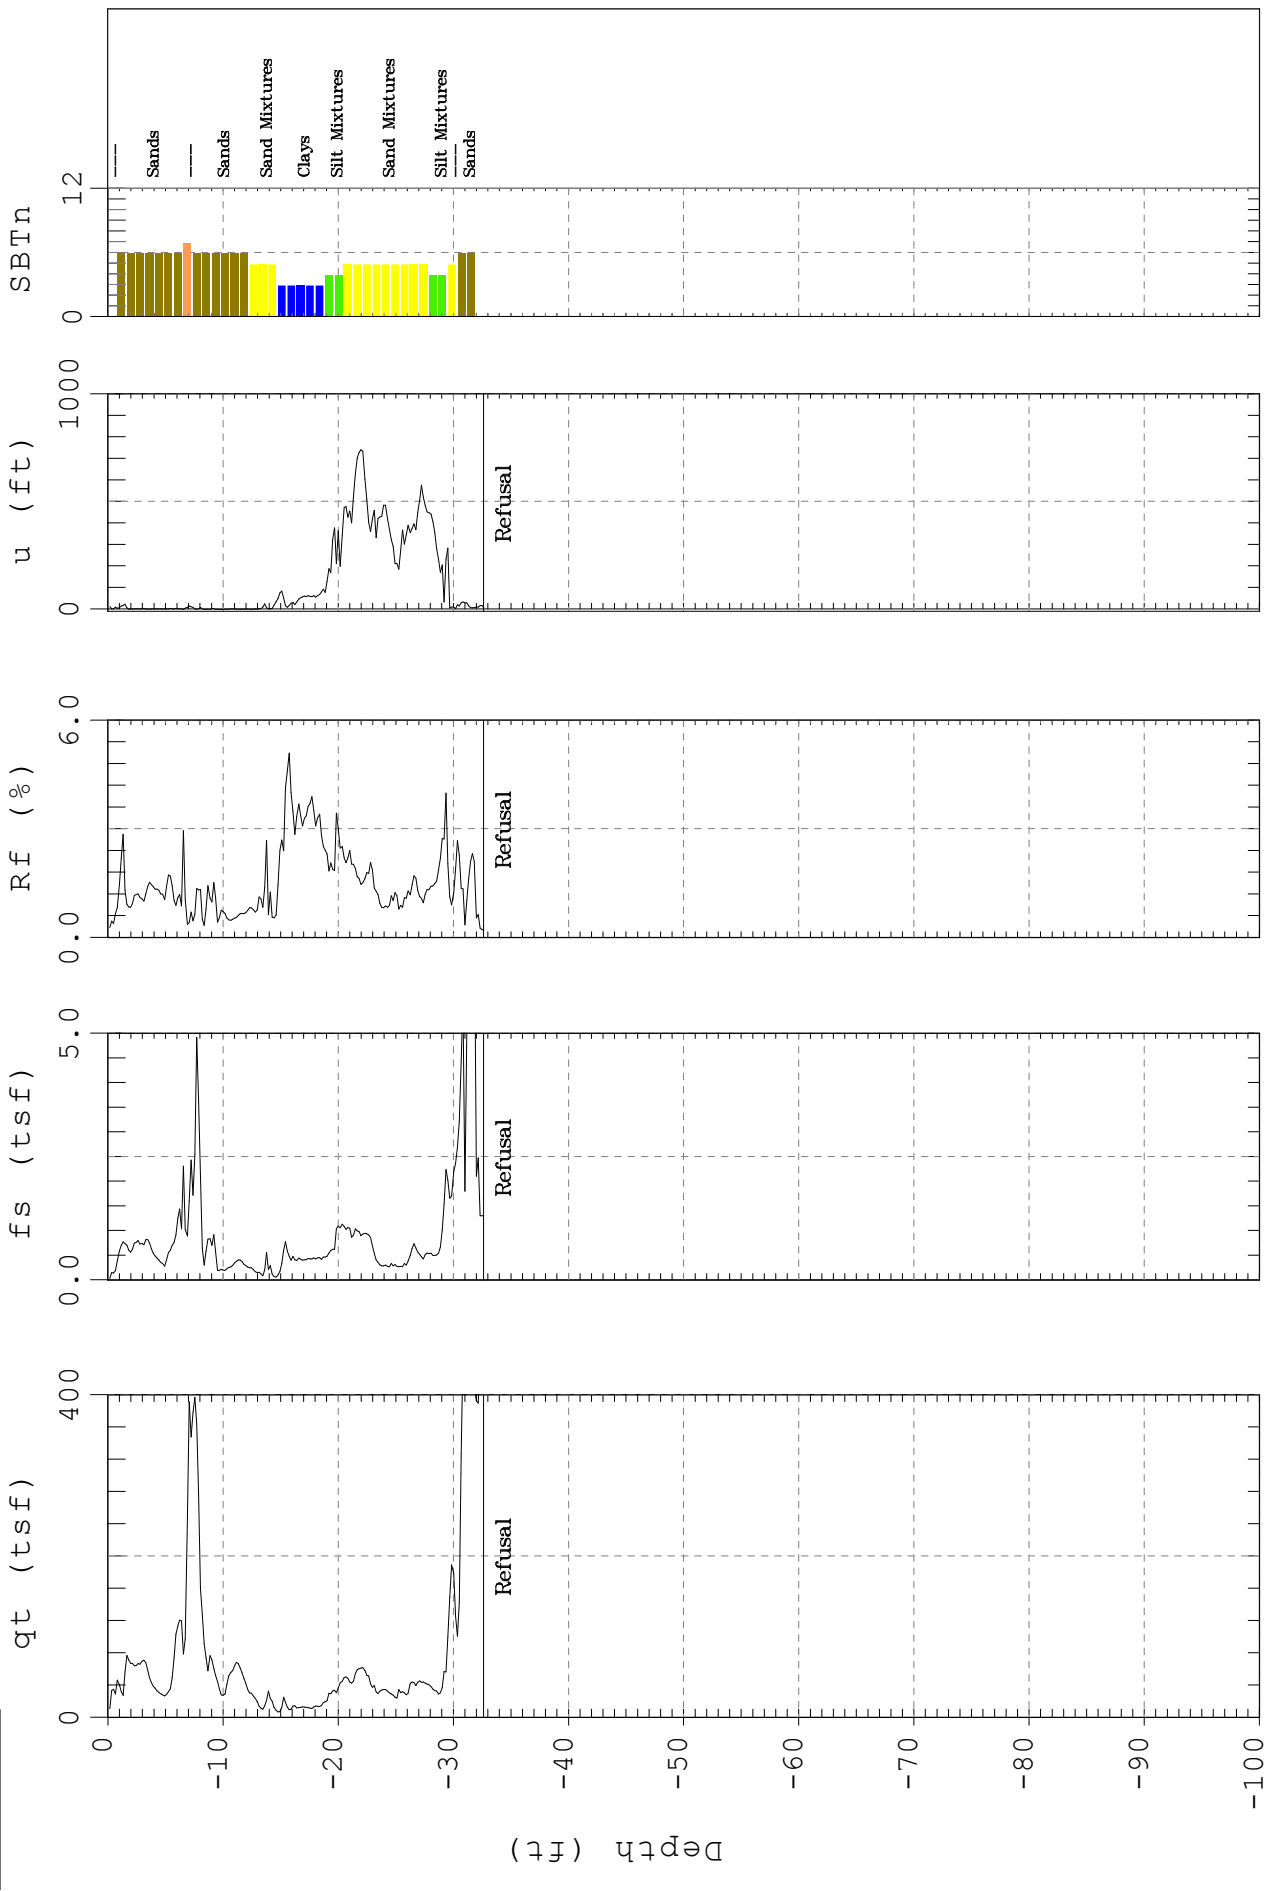 qt (tsf)
fs (tsf)
Rf (%)
u (ft)
SBTn
0
400
0.0
5.0
0.0
6.0
0
1000
0
12
Depth (ft)
0
-10
-20
-30
-40
-50
-60
-70
-80
-90
-100
Refusal
Refusal
Refusal
Refusal
----
Sands
----
Sands
Sand Mixtures
Clays
Silt Mixtures
Sand Mixtures
Silt Mixtures
----
Sands